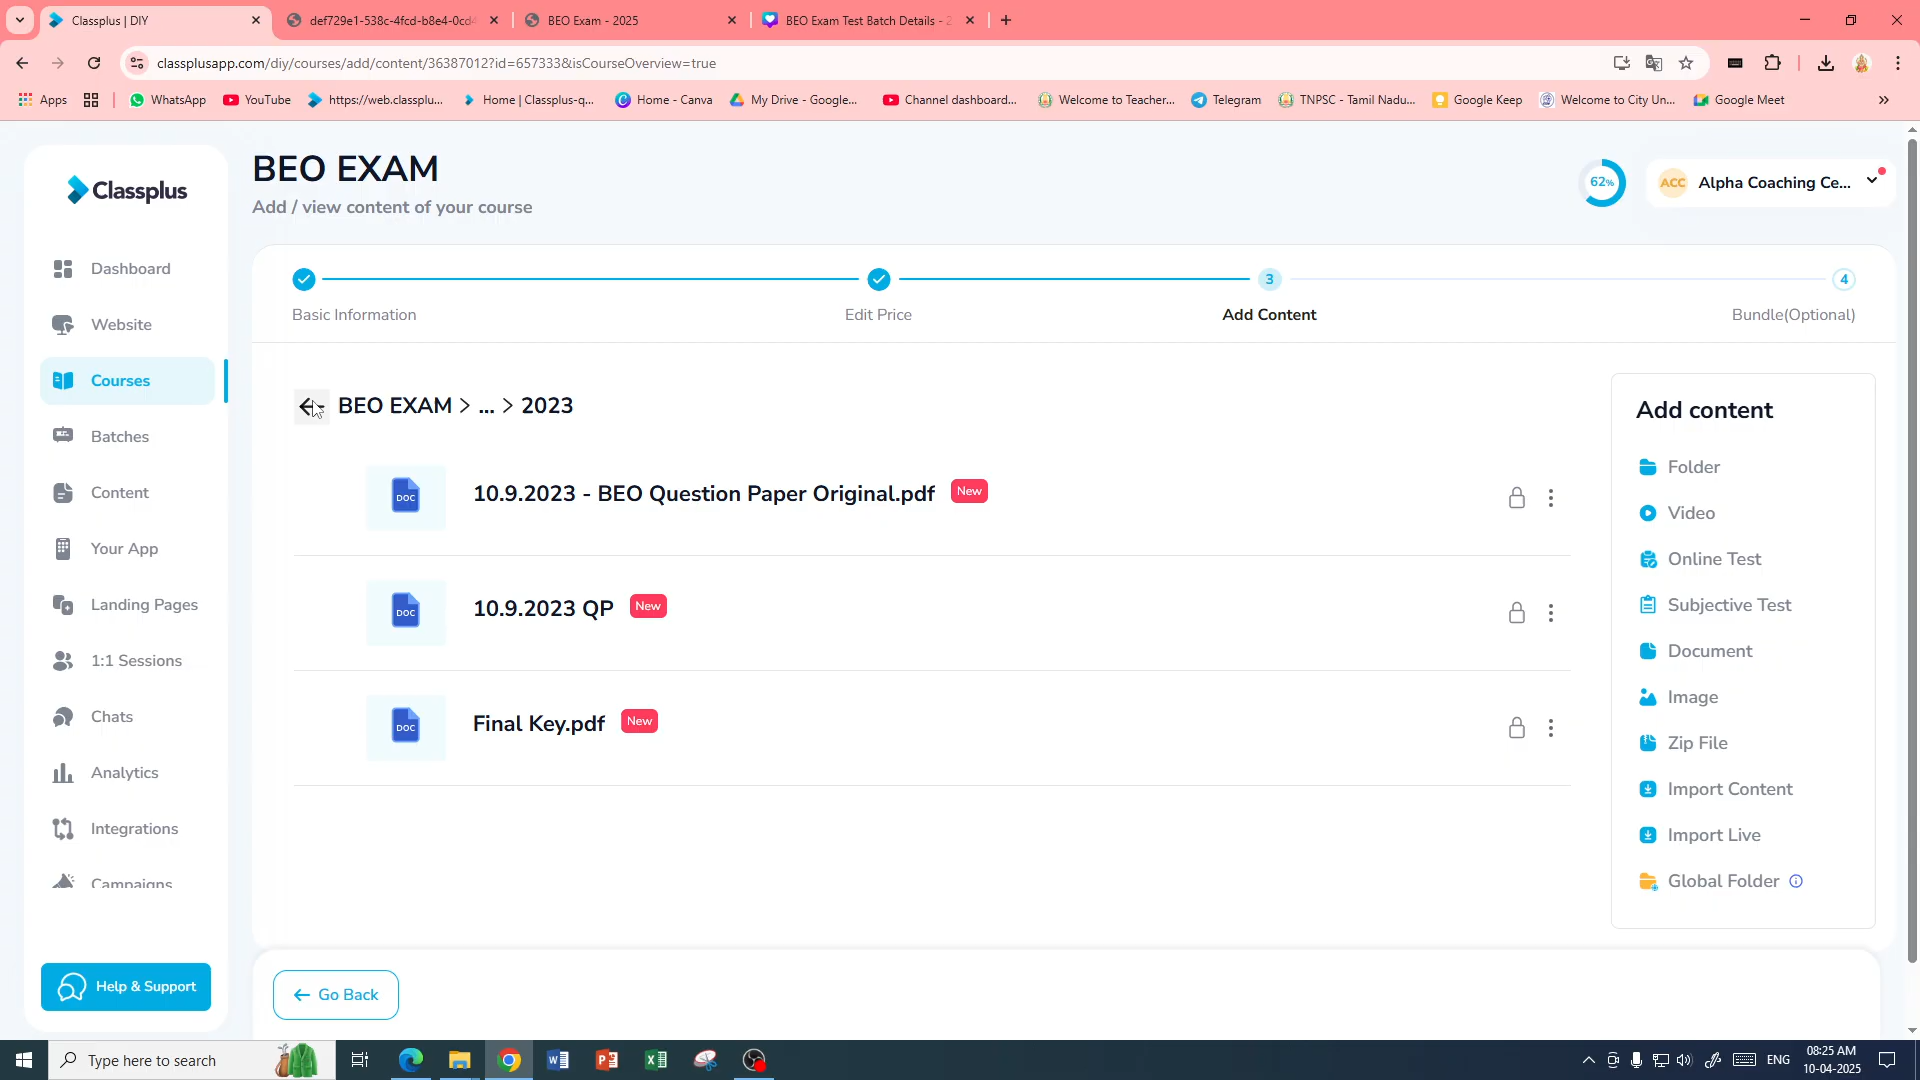 Classplus | DIY
def729e1-538c-4fcd-b8e4-0cd4
BEO Exam - 2025
BEO Exam Test Batch Details - 2
classplusapp.com/diy/courses/add/content/36387012?id=657333&isCourseOverview=true
Apps
WhatsApp
YouTube
https://web.classplu...
Home | Classplus-q...
Home - Canva
My Drive - Google...
Channel dashboard...
Welcome to Teacher...
Telegram
TNPSC - Tamil Nadu...
Google Keep
Welcome to City Un...
Google Meet
Classplus
Dashboard
Website
Courses
Batches
Content
Your App
Landing Pages
1:1 Sessions
Chats
Analytics
Integrations
Campaigns
Help & Support
BEO EXAM
Add / view content of your course
62%
ACC
Alpha Coaching Ce...
3
4
Basic Information
Edit Price
Add Content
Bundle(Optional)
BEO EXAM > ... > 2023
DOC
10.9.2023 - BEO Question Paper Original.pdf
New
DOC
10.9.2023 QP
New
DOC
Final Key.pdf
New
Add content
Folder
Video
Online Test
Subjective Test
Document
Image
Zip File
Import Content
Import Live
Global Folder
Go Back
Type here to search
ENG
08:25 AM
10-04-2025